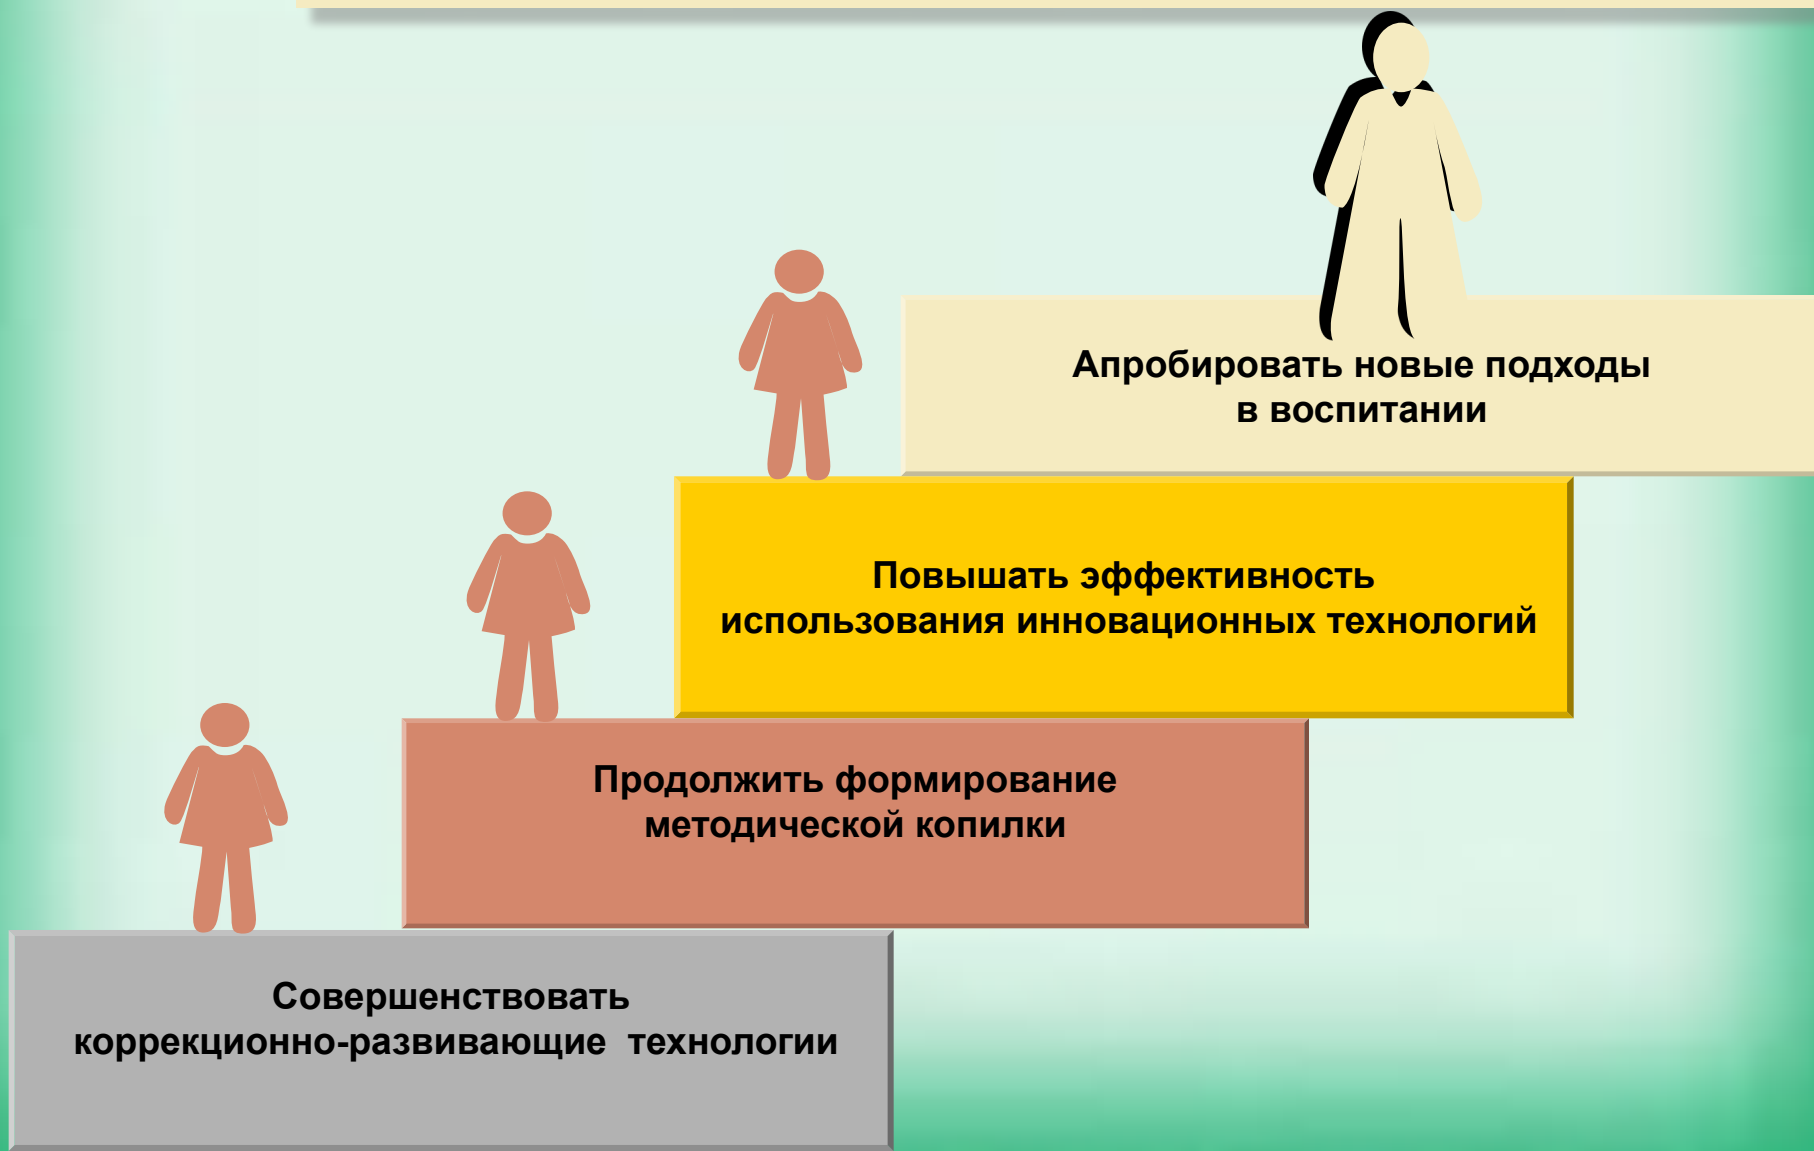 Апробировать новые подходы
в воспитании
Повышать эффективность
использования инновационных технологий
Продолжить формирование
методической копилки
Совершенствовать
коррекционно-развивающие технологии